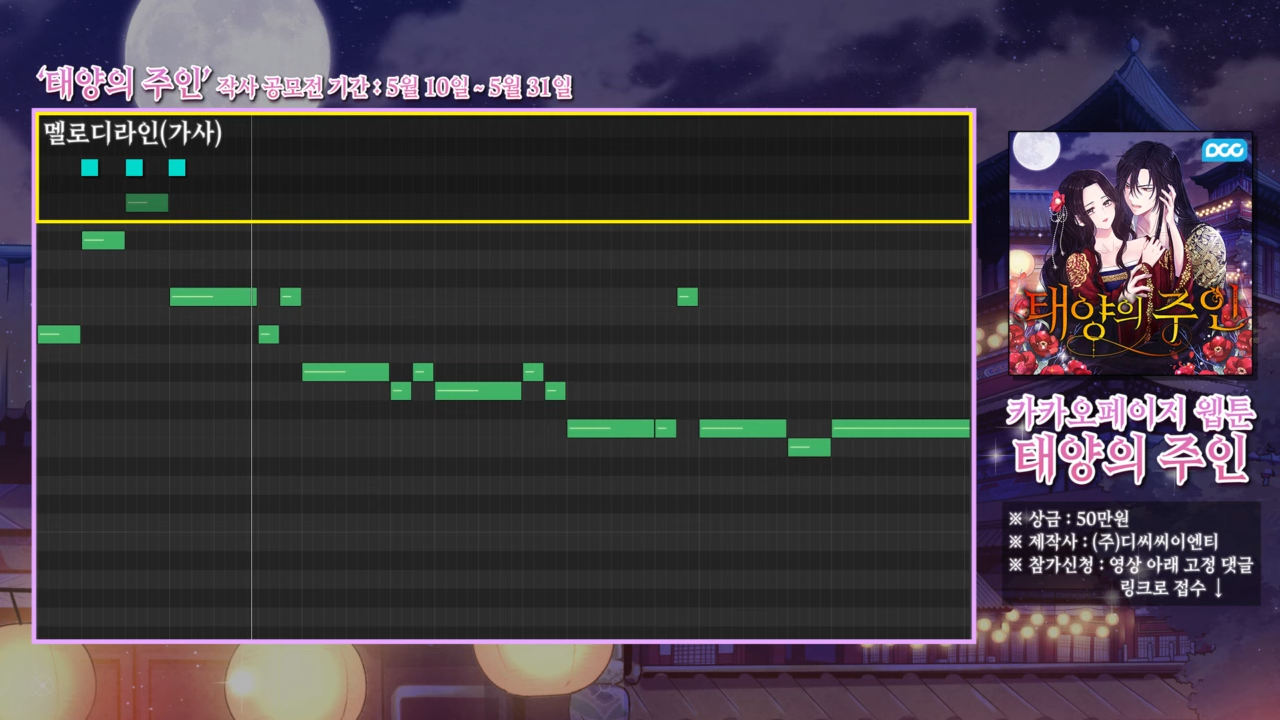 ‘태양의 주인’ 작사 공모전 기간 : 5월 10일 ~ 5월 31일
멜로디라인(가사)
DCC
태양의 주인
카카오페이지 웹툰
태양의 주인
※ 상금 : 50만원
※ 제작사 : (주)디씨씨이엔티
※ 참가신청 : 영상 아래 고정 댓글
링크로 접수 ↓